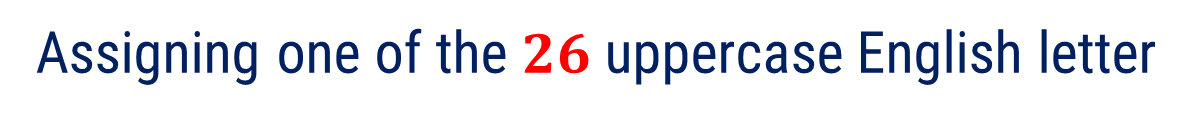 Assigning one of the 26 uppercase English letter